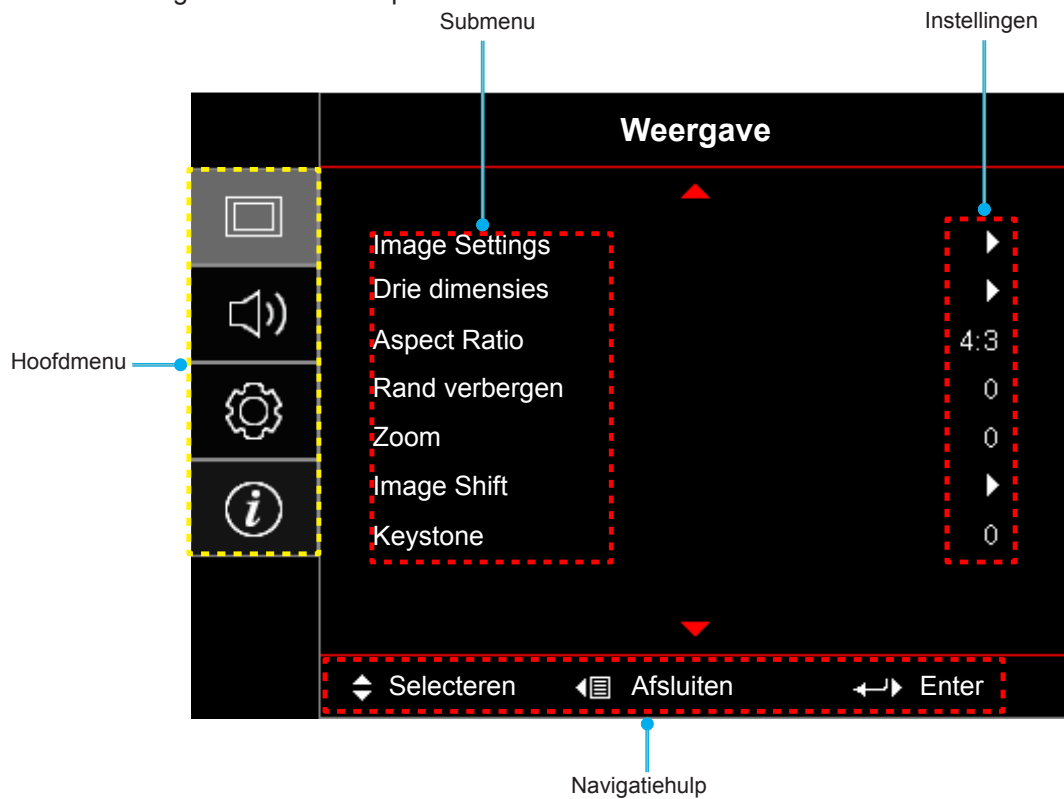 Submenu
Instellingen
Weergave
Image Settings
Drie dimensies
Aspect Ratio 4:3
Hoofdmenu
Rand verbergen 0
Zoom 0
Image Shift
Keystone 0
Selecteren Afsluiten Enter
Navigatiehulp